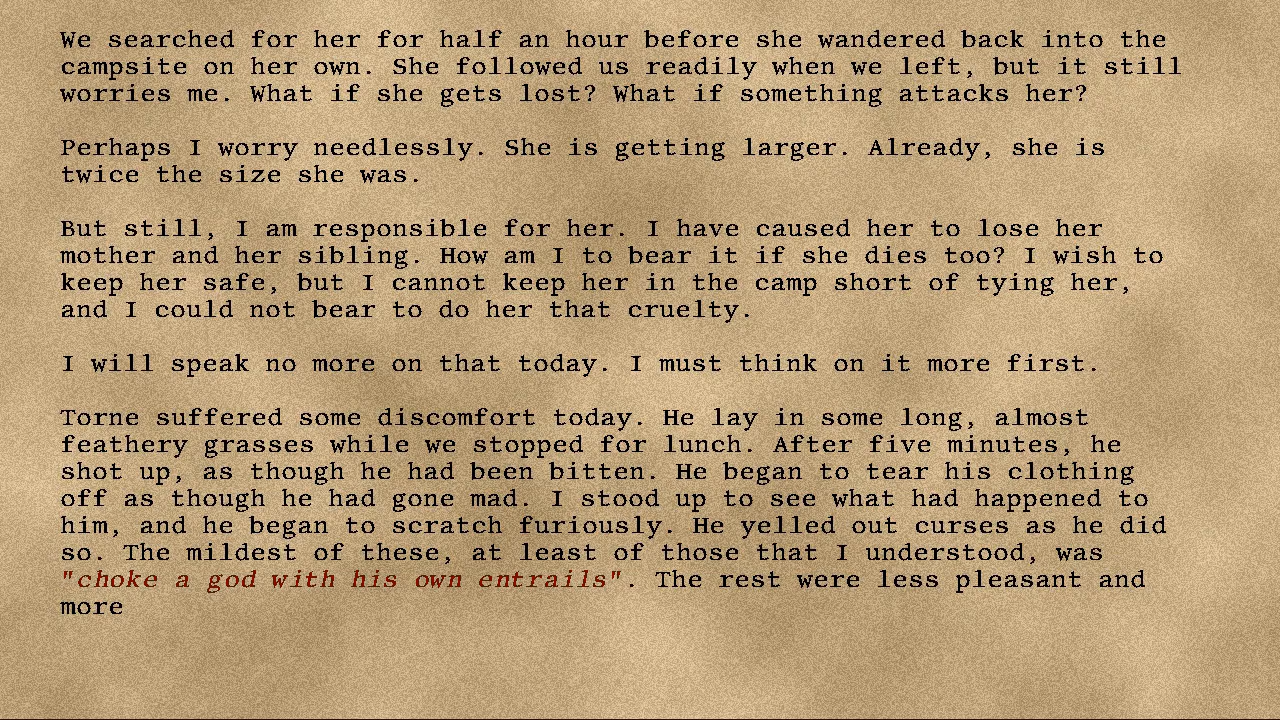 We searched for her for half an hour before she wandered back into the
campsite on her own. She followed us readily when we left, but it still
worries me. What if she gets lost? What if something attacks her?
Perhaps I worry needlessly. She is getting larger. Already, she is
twice the size she was.
But still, I am responsible for her. I have caused her to lose her
mother and her sibling. How am I to bear it if she dies too? I wish to
keep her safe, but I cannot keep her in the camp short of tying her,
and I could not bear to do her that cruelty.
I will speak no more on that today. I must think on it more first.
Torne suffered some discomfort today. He lay in some long, almost
feathery grasses while we stopped for lunch. After five minutes, he
shot up, as though he had been bitten. He began to tear his clothing
off as though he had gone mad. I stood up to see what had happened to
him, and he began to scratch furiously. He yelled out curses as he did
so. The mildest of these, at least of those that I understood, was
"choke a god with his own entrails". The rest were less pleasant and
more